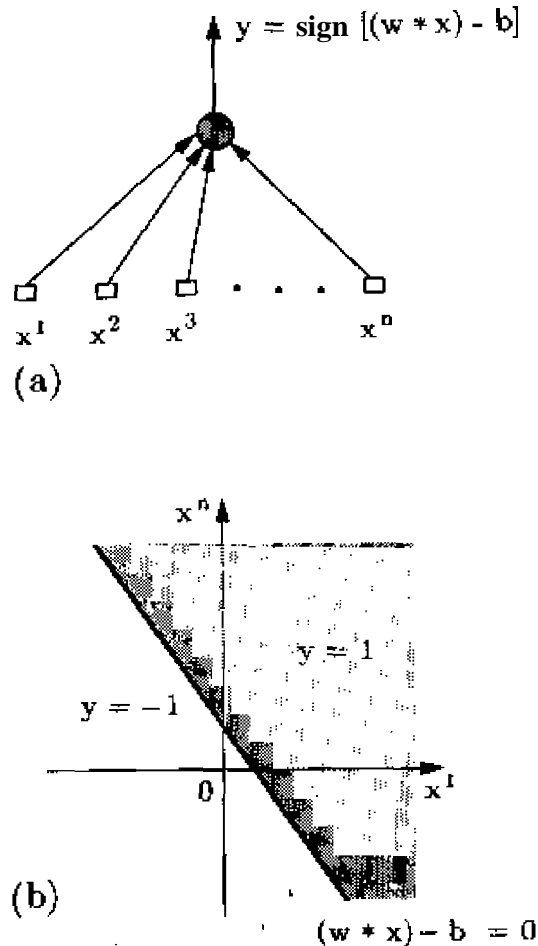 y = sign [(w * x) - b]
x¹ x² x³ . . . . xⁿ
(a)
xⁿ
y = 1
y = -1
0 x¹
(b)
(w * x) - b = 0